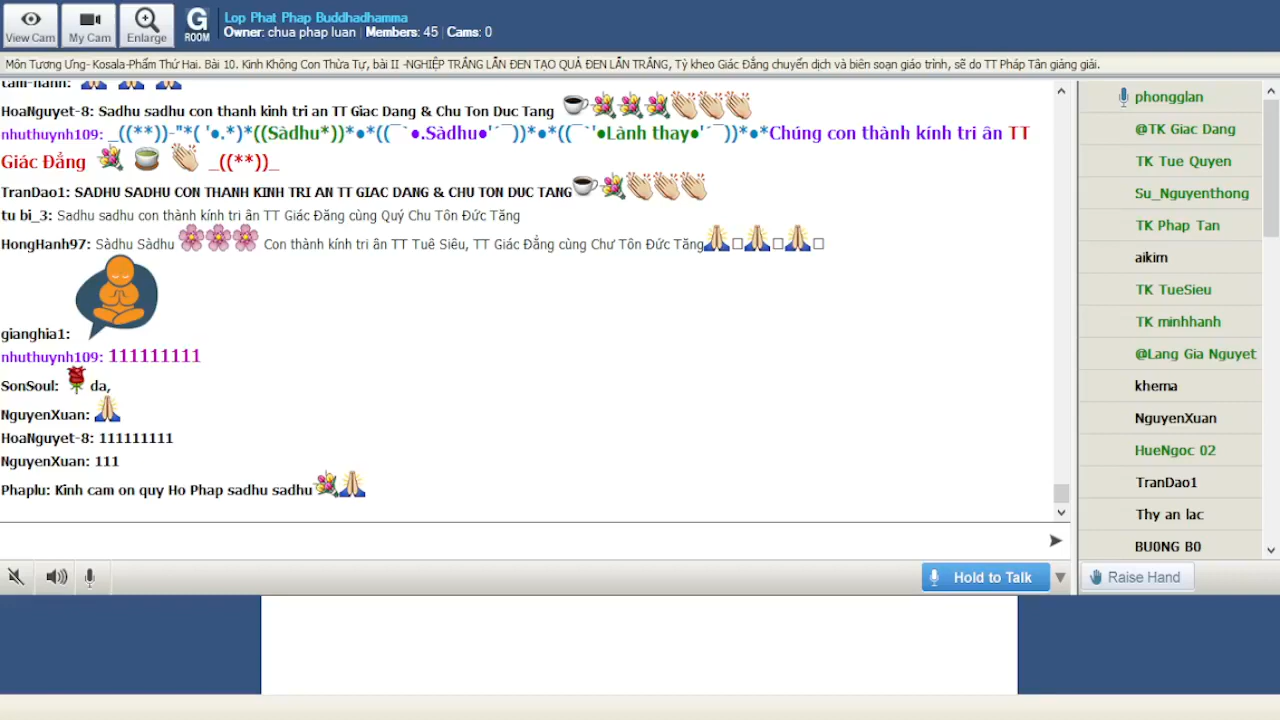 View Cam
My Cam
Enlarge
G
ROOM
Lop Phat Phap Buddhadhamma
Owner: chua phap luan | Members: 45 | Cams: 0
Môn Tương Ưng- Kosala-Phẩm Thứ Hai. Bài 10. Kinh Không Con Thừa Tự, bài II -NGHIỆP TRẮNG LẪN ĐEN TẠO QUẢ ĐEN LẪN TRẮNG, Tỳ kheo Giác Đẳng chuyển dịch và biên soạn giáo trình, sẽ do TT Pháp Tân giảng giải.
HoaNguyet-8: Sadhu sadhu con thanh kinh tri an TT Giac Dang & Chu Ton Duc Tang ☕💐💐💐👏👏👏
nhuthuynh109: _((**))-"*( '●.*)*((Sàdhu*))*●*((¯`●.Sàdhu●'´¯))*●*((¯`'●Lành thay●'´¯))*●*Chúng con thành kính tri ân TT
Giác Đẳng 💐 🍵 👏 _((**))_
TranDao1: SADHU SADHU CON THANH KINH TRI AN TT GIAC DANG & CHU TON DUC TANG☕💐👏👏👏
tu bi_3: Sadhu sadhu con thành kính tri ân TT Giác Đăng cùng Quý Chu Tôn Đức Tăng
HongHanh97: Sàdhu Sàdhu 🌸🌸🌸 Con thành kính tri ân TT Tuê Siêu, TT Giác Đẳng cùng Chư Tôn Đức Tăng🙏□🙏□🙏□
gianghia1:
nhuthuynh109: 111111111
SonSoul: 🌹 da,
NguyenXuan: 🙏
HoaNguyet-8: 111111111
NguyenXuan: 111
Phaplu: Kinh cam on quy Ho Phap sadhu sadhu💐🙏
Hold to Talk
phongglan
@TK Giac Dang
TK Tue Quyen
Su_Nguyenthong
TK Phap Tan
aikim
TK TueSieu
TK minhhanh
@Lang Gia Nguyet
khema
NguyenXuan
HueNgoc 02
TranDao1
Thy an lac
BU0NG B0
Raise Hand